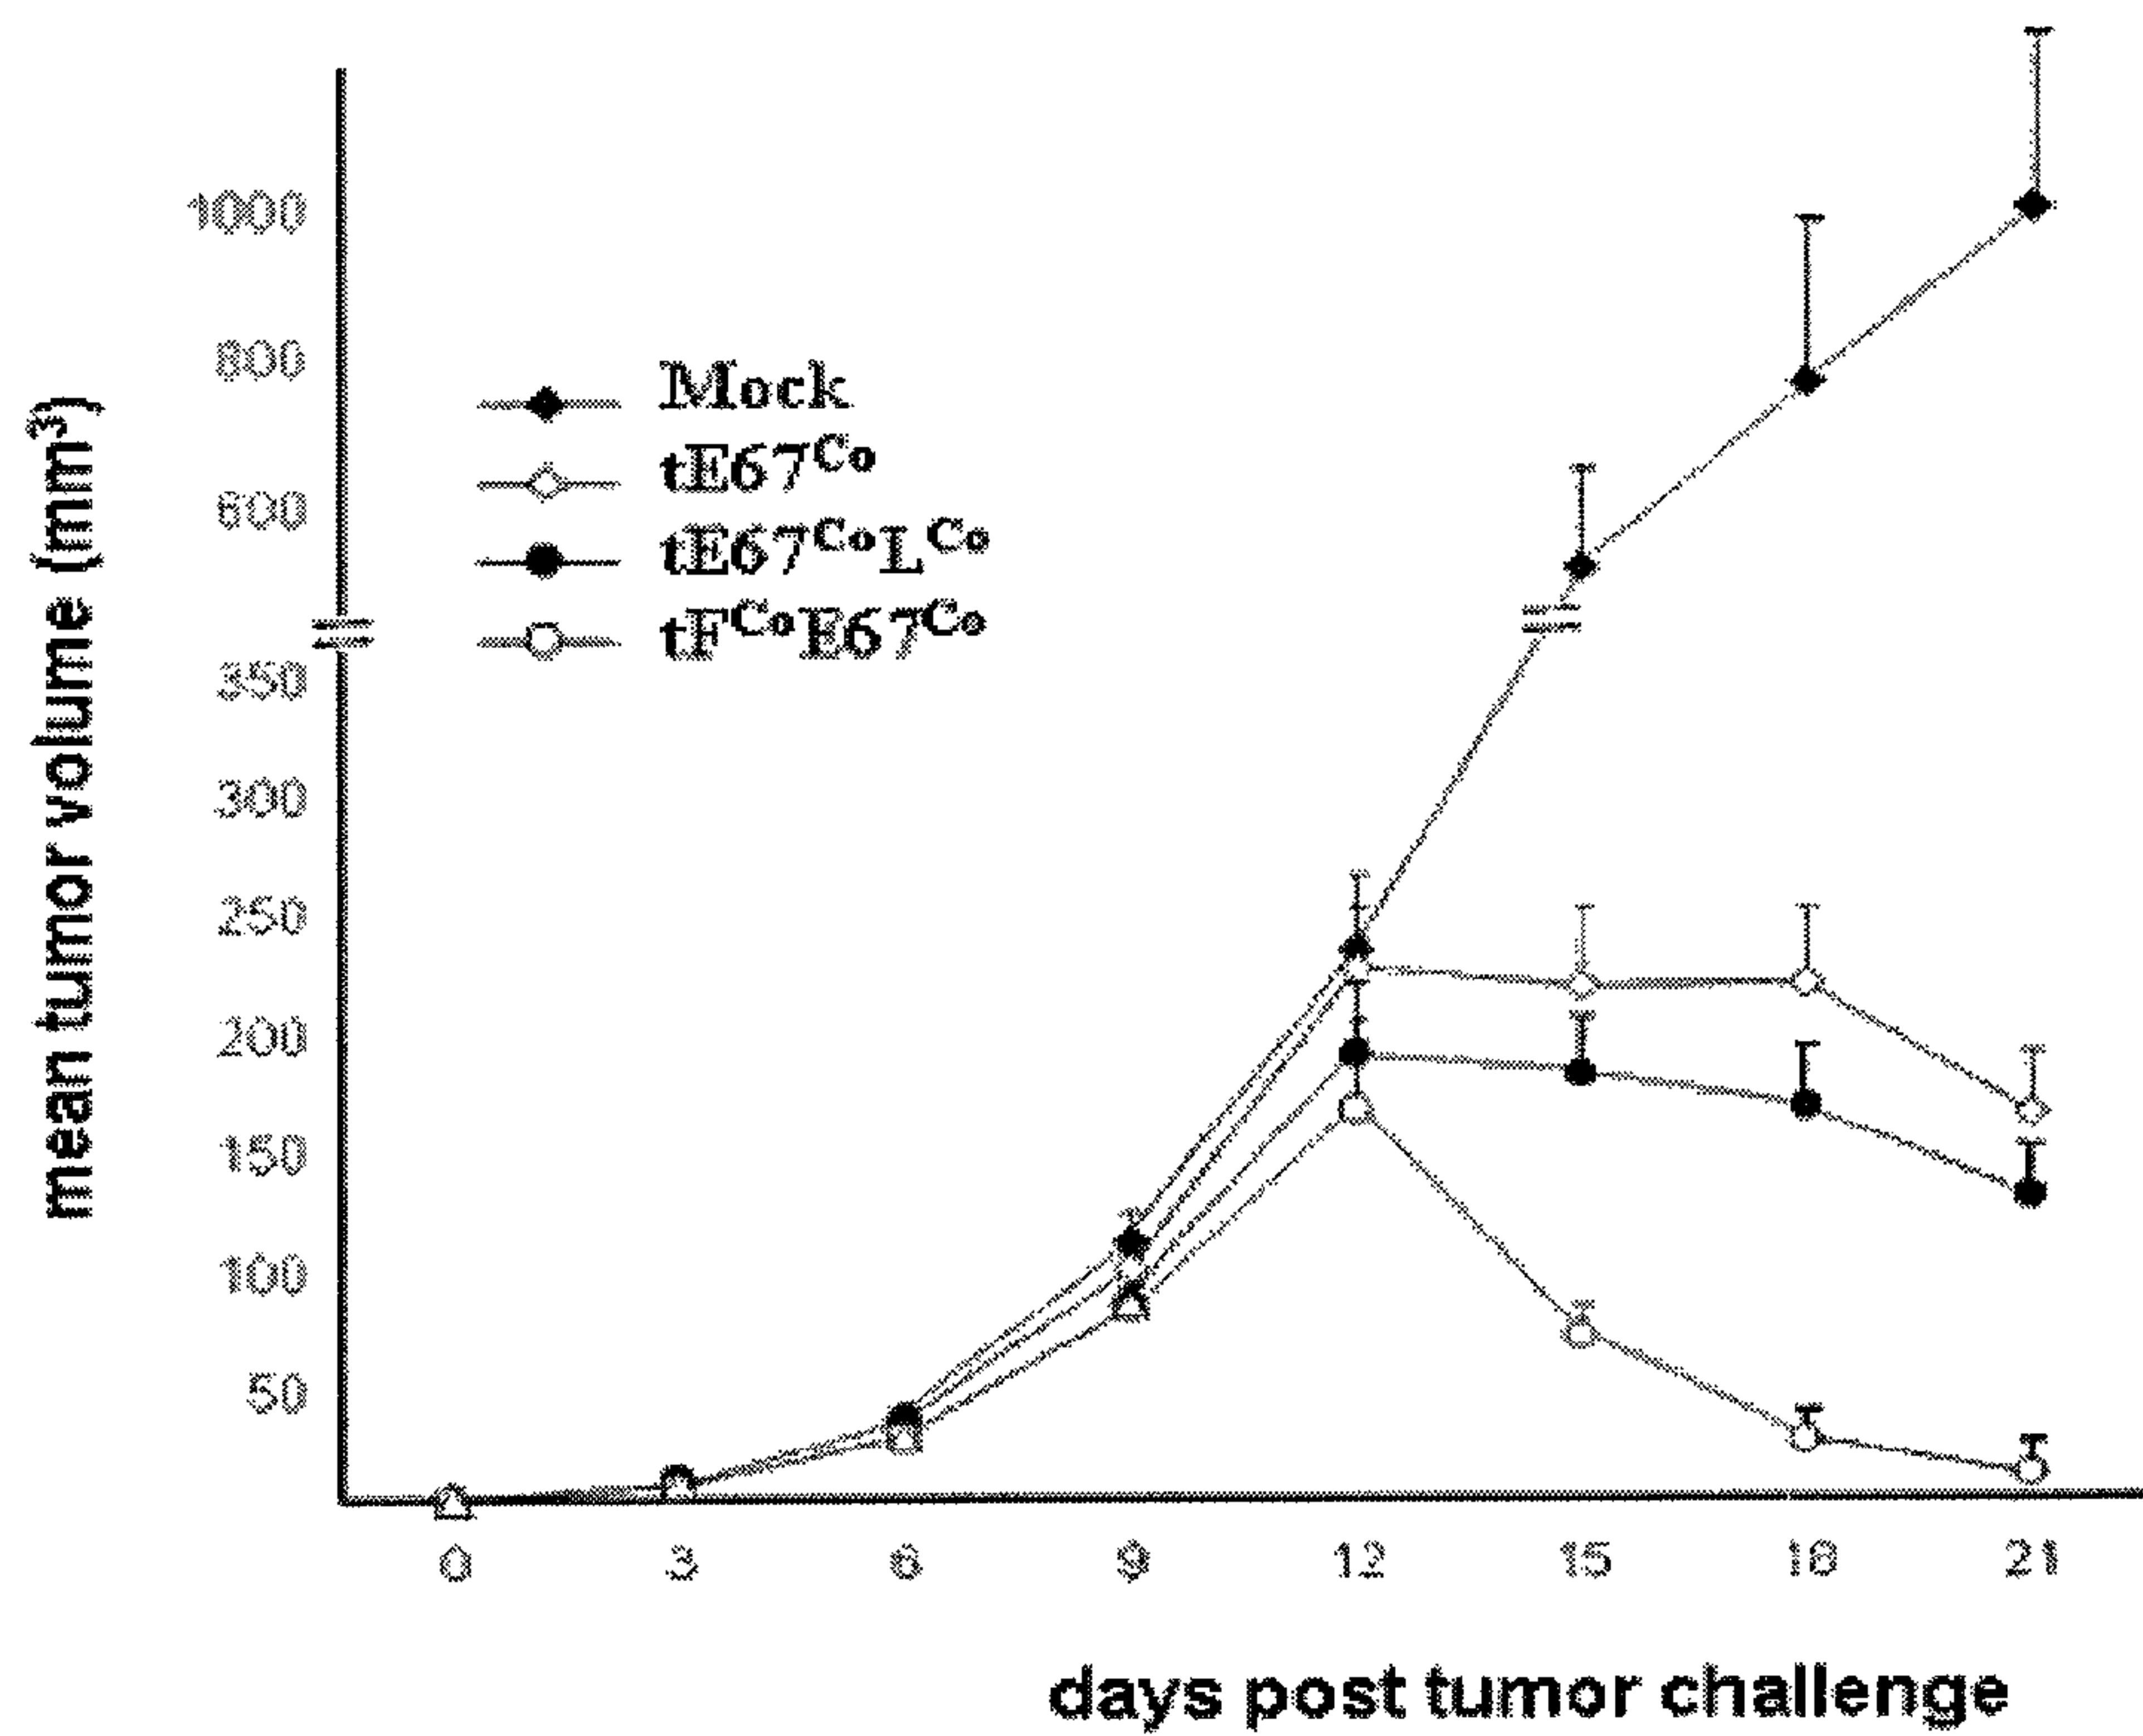 mean tumor volume (mm³)
1000
800
600
350
300
250
200
150
100
50
Mock
tE67ᶜᵒ
tE67ᶜᵒLᶜᵒ
tFᶜᵒE67ᶜᵒ
0 3 6 9 12 15 18 21
days post tumor challenge